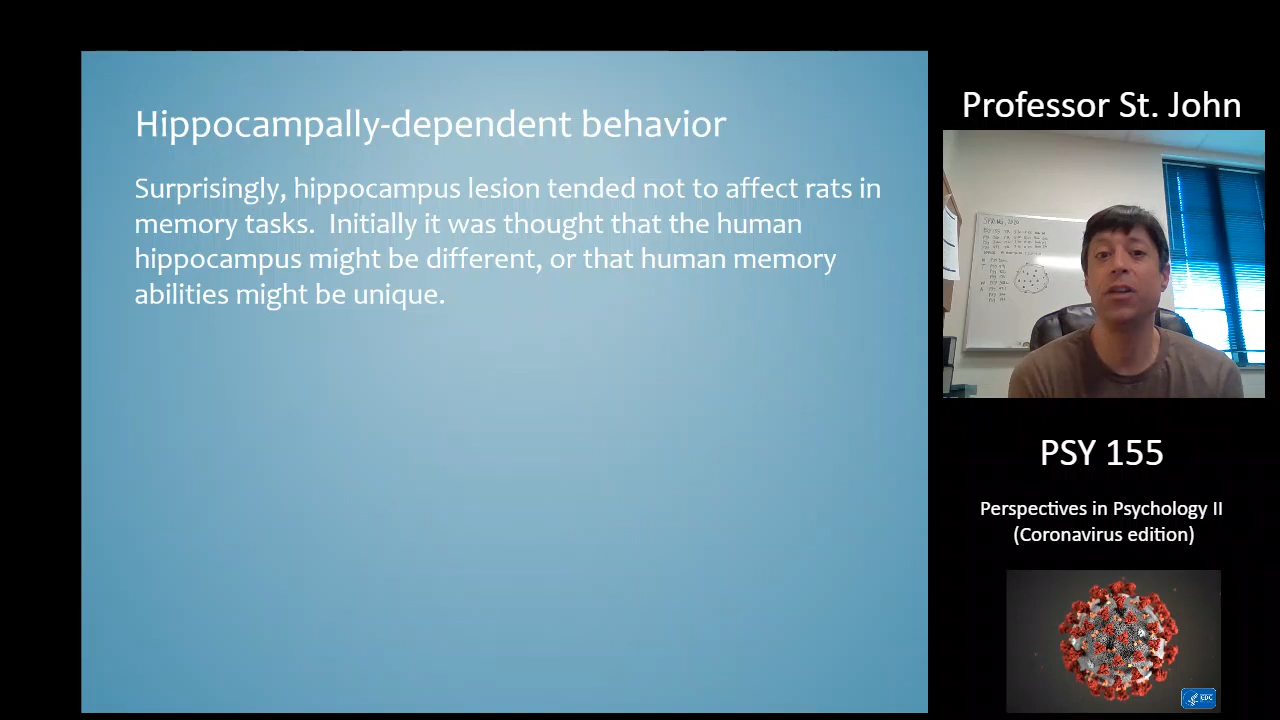 Hippocampally-dependent behavior
Surprisingly, hippocampus lesion tended not to affect rats in
memory tasks.  Initially it was thought that the human
hippocampus might be different, or that human memory
abilities might be unique.
Professor St. John
PSY 155
Perspectives in Psychology II
(Coronavirus edition)
CDC